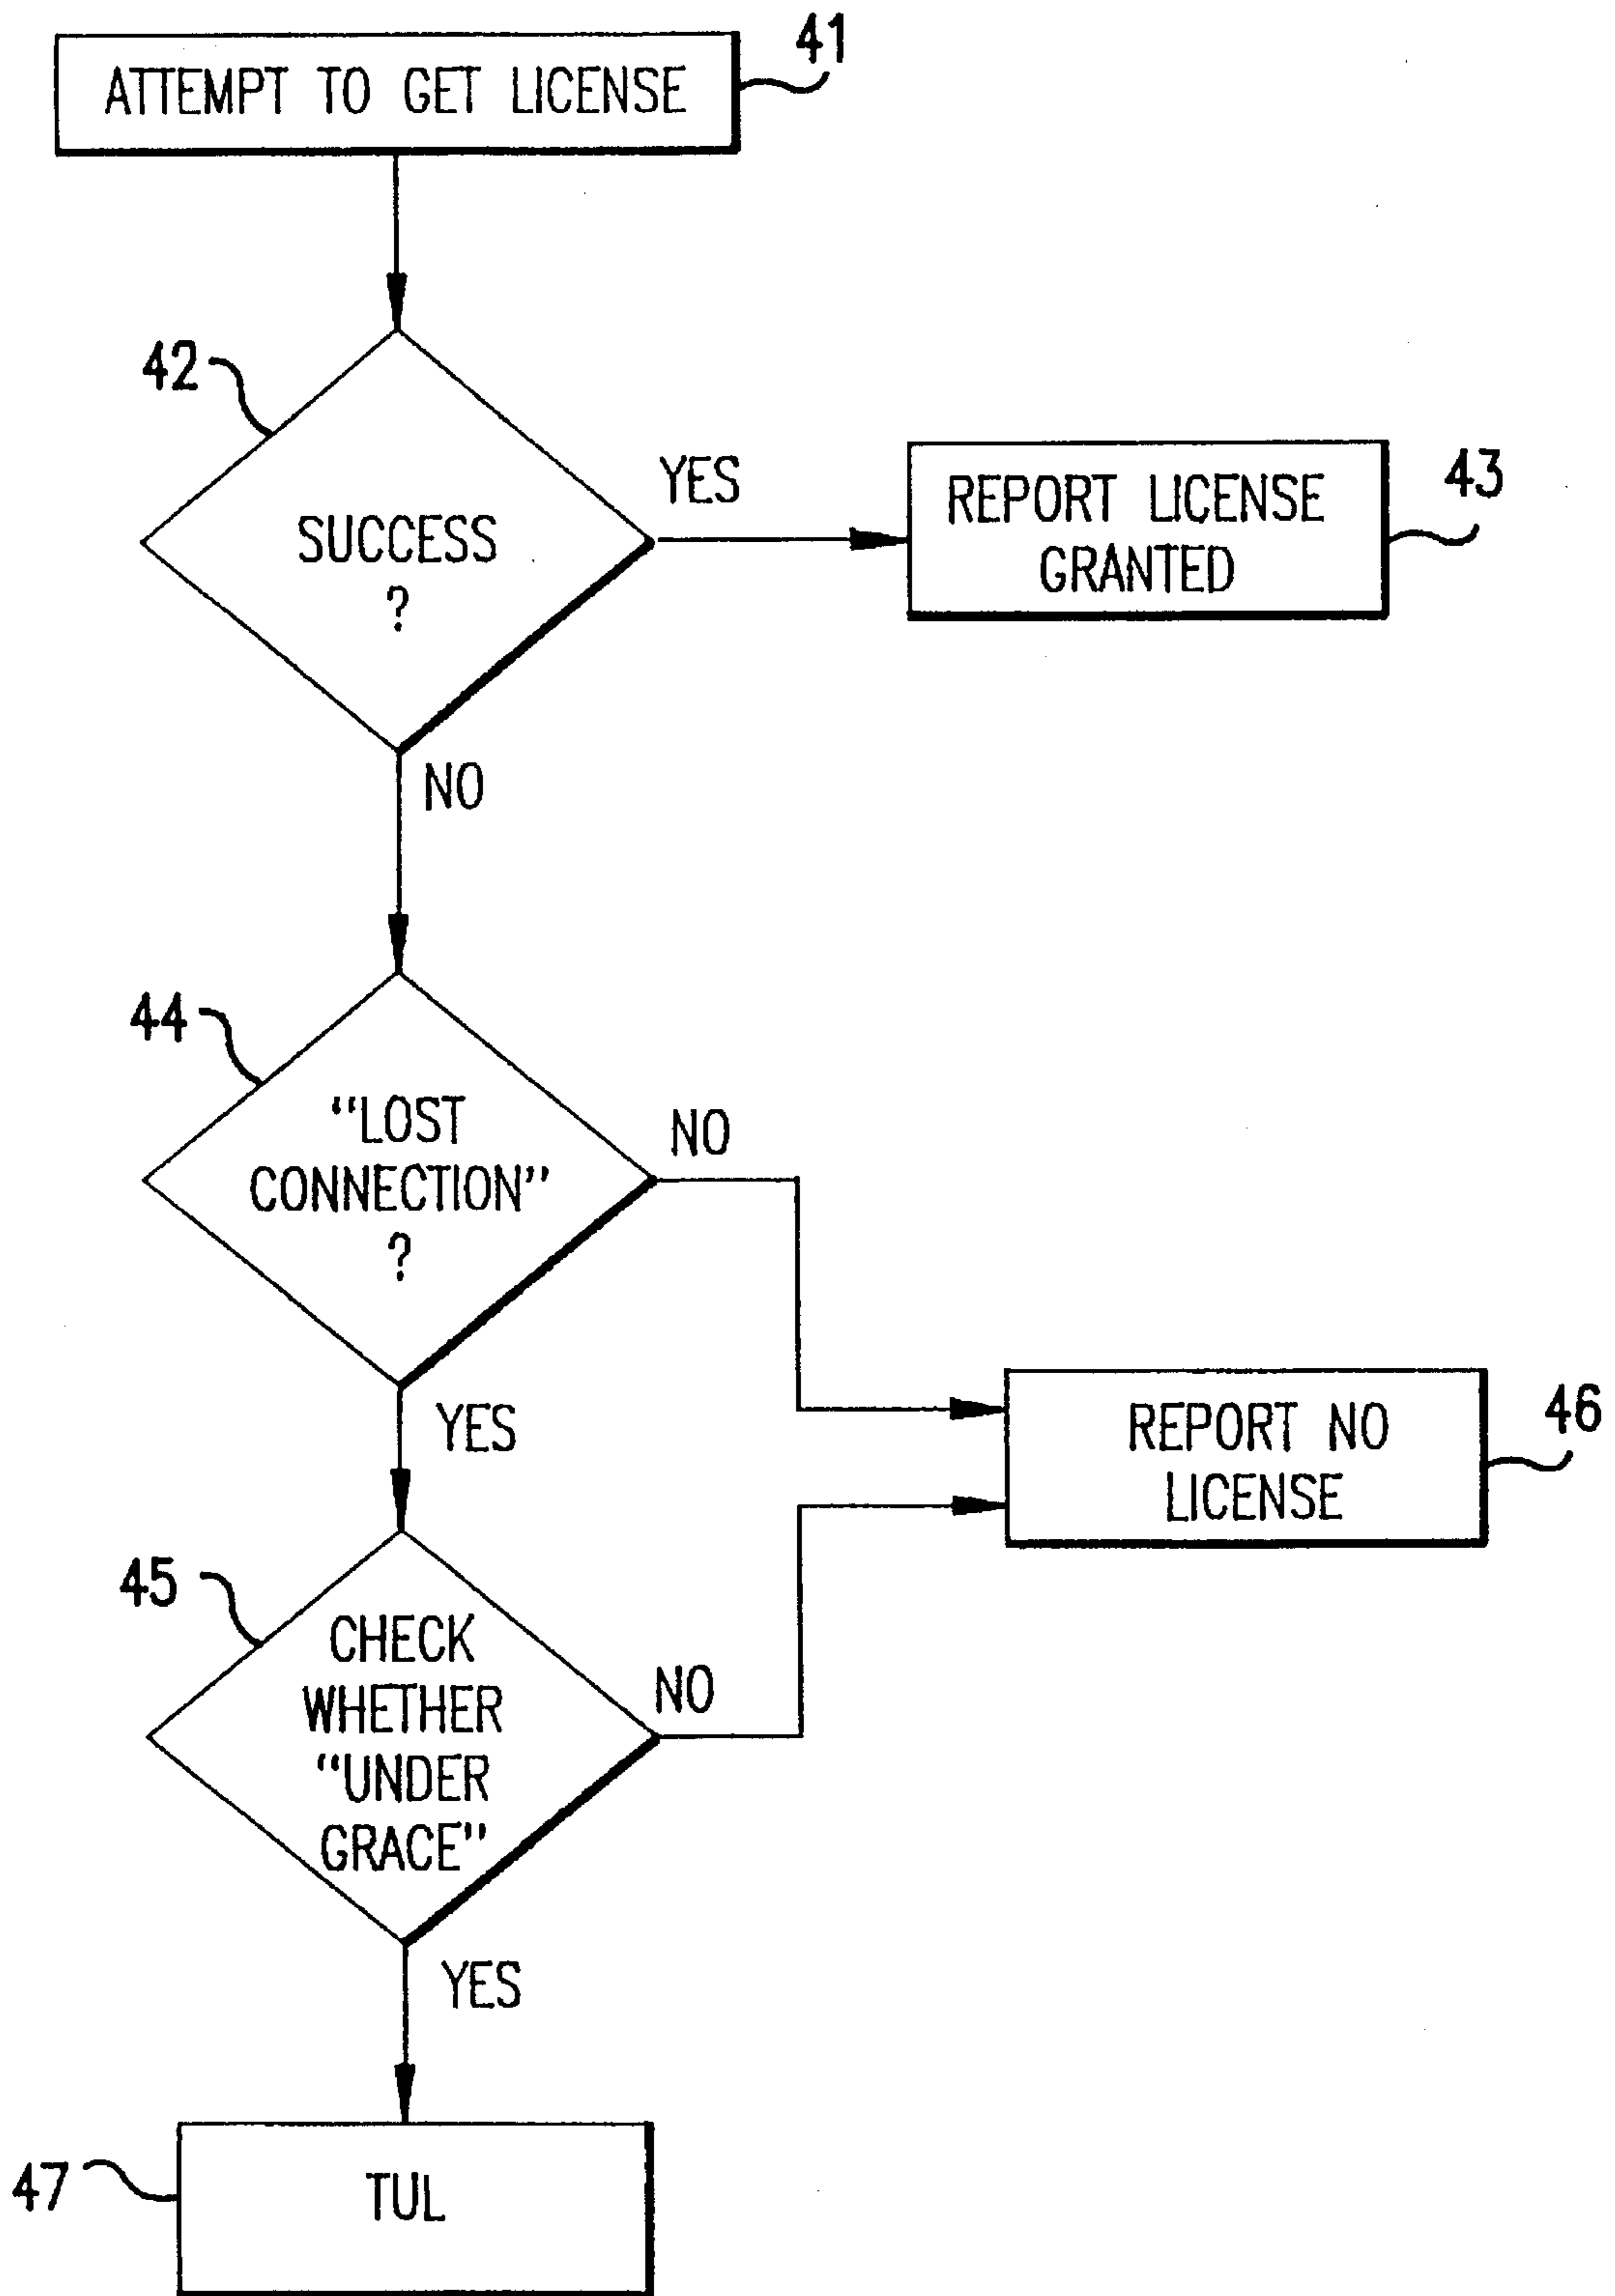 ATTEMPT TO GET LICENSE
41
42
SUCCESS
?
YES
REPORT LICENSE
GRANTED
43
NO
44
"LOST
CONNECTION"
?
NO
YES
REPORT NO
LICENSE
46
45
CHECK
WHETHER
"UNDER
GRACE"
NO
YES
47
TUL